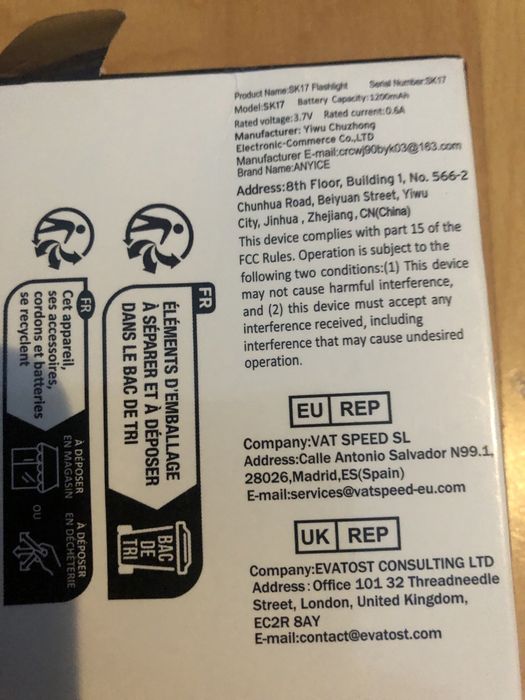 Product Name:SK17 Flashlight Serial Number:SK17
Model:SK17 Battery Capacity:1200mAh
Rated voltage:3.7V Rated current:0.6A
Manufacturer: Yiwu Chuzhong
Electronic-Commerce Co.,LTD
Manufacturer E-mail:crcwj90byk03@163.com
Brand Name:ANYICE
Address:8th Floor, Building 1, No. 566-2
Chunhua Road, Beiyuan Street, Yiwu
City, Jinhua , Zhejiang, CN(China)
This device complies with part 15 of the
FCC Rules. Operation is subject to the
following two conditions:(1) This device
may not cause harmful interference,
and (2) this device must accept any
interference received, including
interference that may cause undesired
operation.
EU REP
Company:VAT SPEED SL
Address:Calle Antonio Salvador N99.1,
28026,Madrid,ES(Spain)
E-mail:services@vatspeed-eu.com
UK REP
Company:EVATOST CONSULTING LTD
Address: Office 101 32 Threadneedle
Street, London, United Kingdom,
EC2R 8AY
E-mail:contact@evatost.com
FR
ÉLÉMENTS D'EMBALLAGE
À SÉPARER ET À DÉPOSER
DANS LE BAC DE TRI
BAC
DE
TRI
FR
Cet appareil,
ses accessoires,
cordons et batteries
se recyclent
À DÉPOSER
EN MAGASIN
OU
À DÉPOSER
EN DÉCHÈTERIE